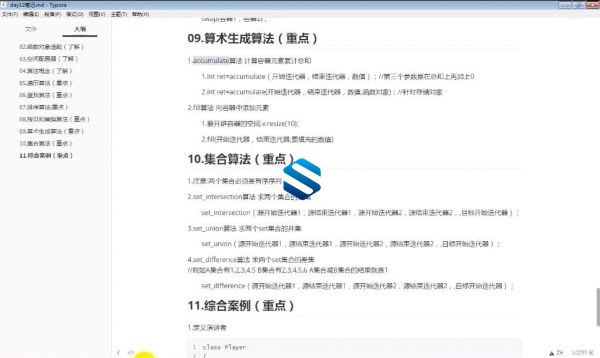 day12笔记.md - Typora
文件(F) 编辑(E) 段落(P) 格式(O) 视图(V) 主题(T) 帮助(H)
文件 大纲
02.函数对象适配（了解）
03.空间配置器（了解）
04.算法概念（了解）
05.遍历算法（重点）
06.查找算法（重点）
07.排序算法(重点)
08.拷贝和替换算法（重点）
09.算术生成算法（重点）
10.集合算法（重点）
11.综合案例（重点）
swap(容器1，容器2)；
09.算术生成算法（重点）
1.accumulate算法 计算容器元素累计总和
1.int ret=accumulate（开始迭代器，结束迭代器，数值）；//第三个参数是在总和上再加上0
2.int ret=accumulate(开始迭代器，结束迭代器，数值,函数对象)；//针对存储对象
2.fill算法 向容器中添加元素
1.要开辟容器的空间.v.resize(10);
2.fill(开始迭代器，结束迭代器,要填充的数值)
10.集合算法（重点）
1.注意:两个集合必须是有序序列
2.set_intersection算法 求两个set集合的交集
set_intersection（源开始迭代器1，源结束迭代器1，源开始迭代器2，源结束迭代器2，,目标开始迭代器）；
3.set_union算法 求两个set集合的并集
set_union（源开始迭代器1，源结束迭代器1，源开始迭代器2，源结束迭代器2，,目标开始迭代器）；
4.set_difference算法 求两个set集合的差集
//假如A集合有1,2,3,4,5 B集合有2,3,4,5,6 A集合减B集合的结果就是1
set_difference（源开始迭代器1，源结束迭代器1，源开始迭代器2，源结束迭代器2，,目标开始迭代器）；
11.综合案例（重点）
1.定义演讲者
1 class Player
2 {
ZH 1/2255 词